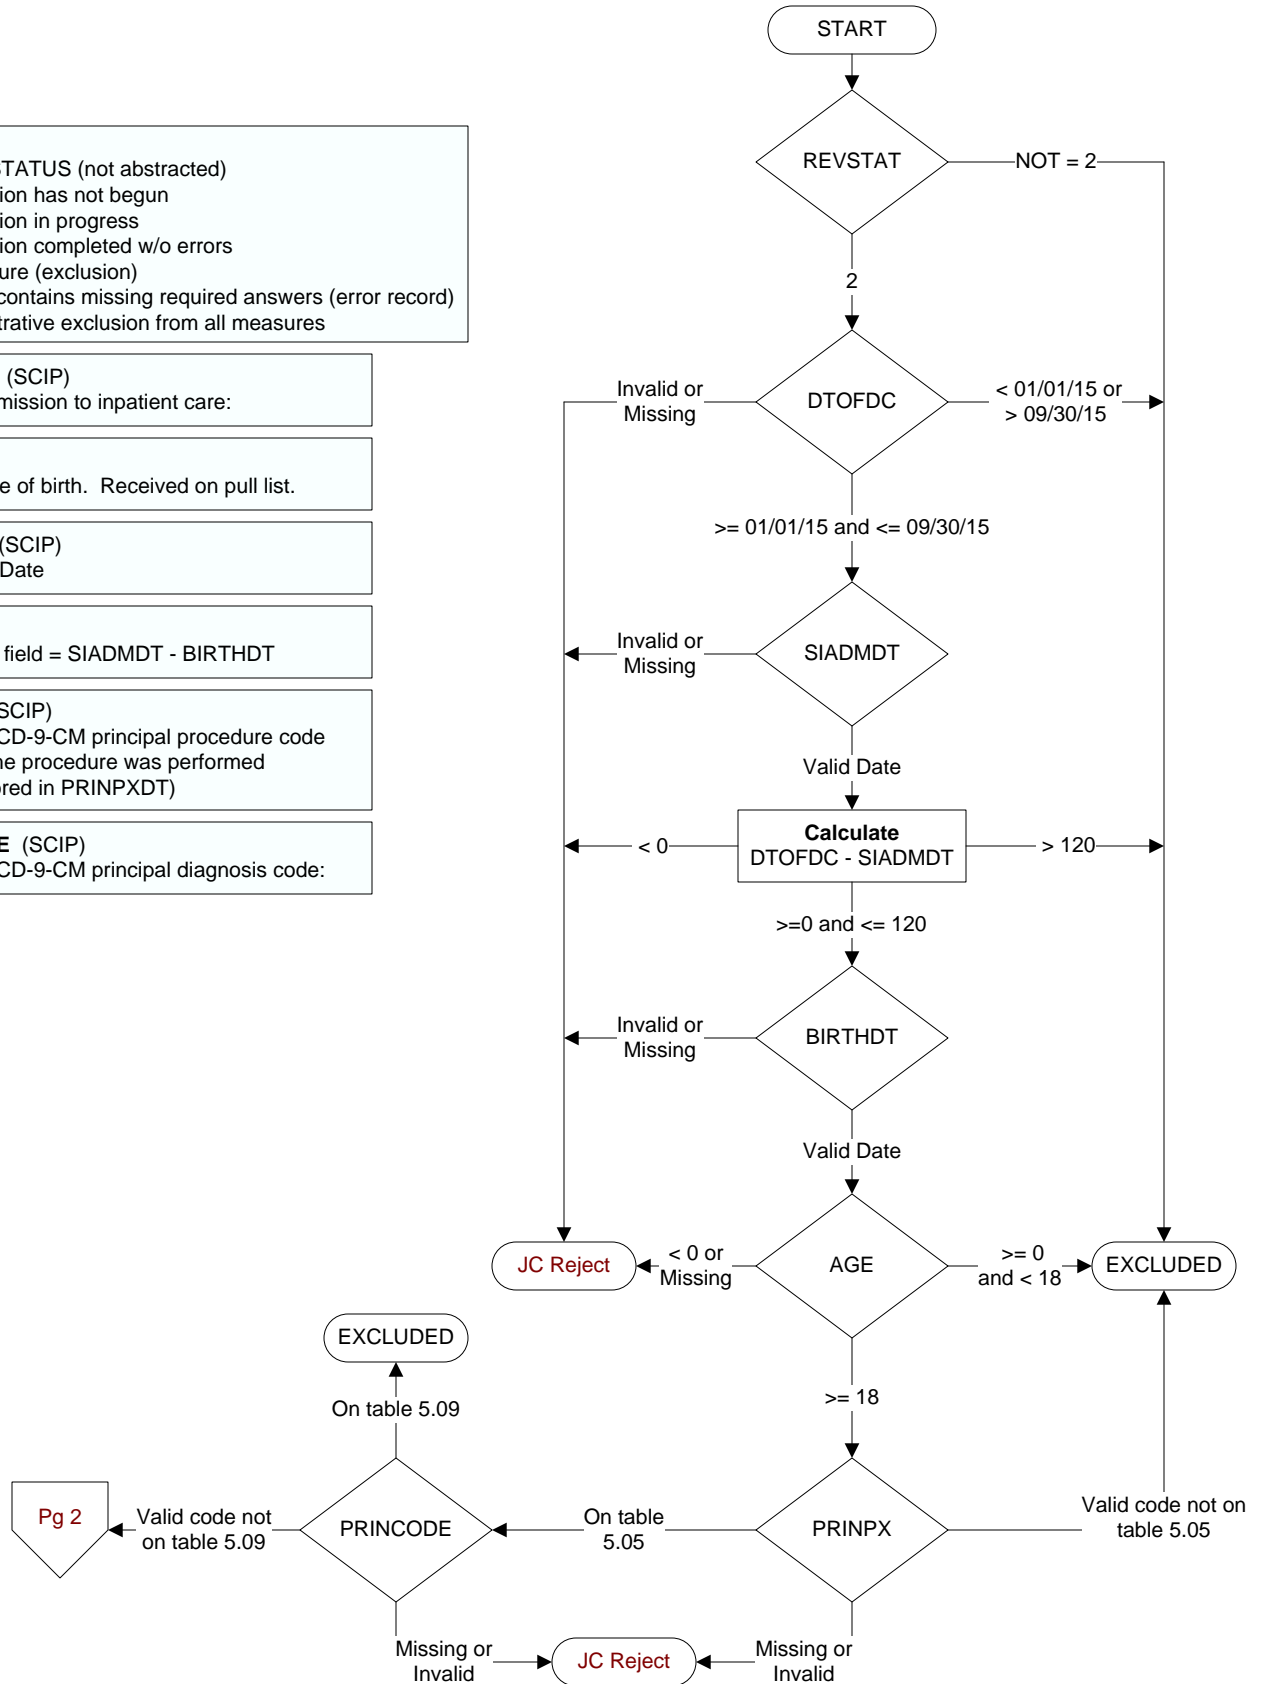 START
REVSTAT
NOT = 2
2
TATUS (not abstracted)
ion has not begun
ion in progress
ion completed w/o errors
ure (exclusion)
contains missing required answers (error record)
trative exclusion from all measures
(SCIP)
mission to inpatient care:
e of birth.  Received on pull list.
(SCIP)
Date
field = SIADMDT - BIRTHDT
SCIP)
CD-9-CM principal procedure code
ne procedure was performed
ored in PRINPXDT)
E (SCIP)
CD-9-CM principal diagnosis code:
Invalid or
Missing
DTOFDC
< 01/01/15 or
> 09/30/15
>= 01/01/15 and <= 09/30/15
Invalid or
Missing
SIADMDT
Valid Date
< 0
Calculate
DTOFDC - SIADMDT
> 120
>=0 and <= 120
Invalid or
Missing
BIRTHDT
Valid Date
JC Reject
< 0 or
Missing
AGE
>= 0
and < 18
EXCLUDED
EXCLUDED
On table 5.09
>= 18
Pg 2
Valid code not
on table 5.09
PRINCODE
On table
5.05
PRINPX
Valid code not on
table 5.05
Missing or
Invalid
JC Reject
Missing or
Invalid